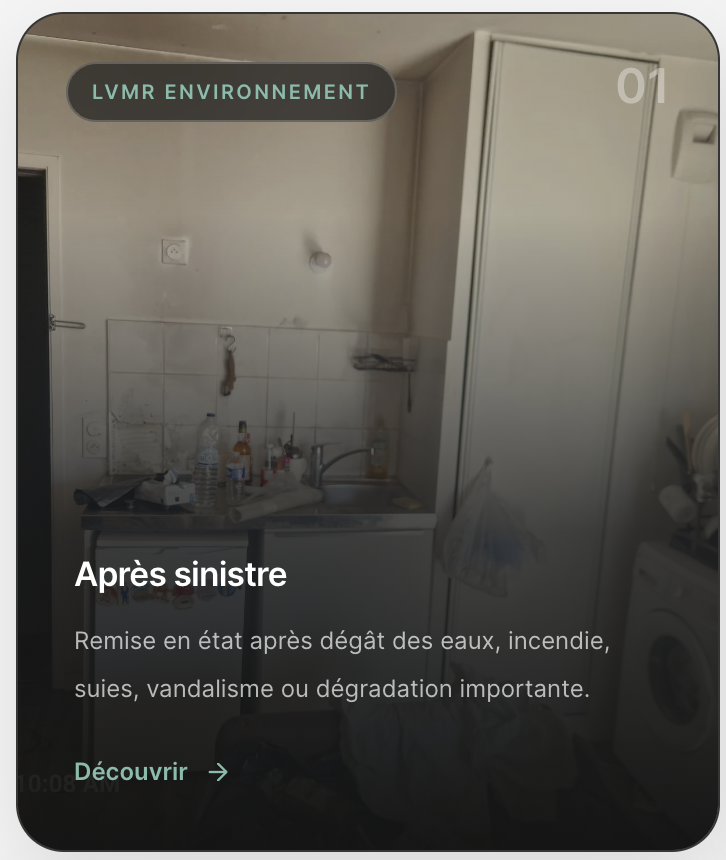 LVMR ENVIRONNEMENT
01
Après sinistre
Remise en état après dégât des eaux, incendie,
suies, vandalisme ou dégradation importante.
Découvrir →
10:08 AM